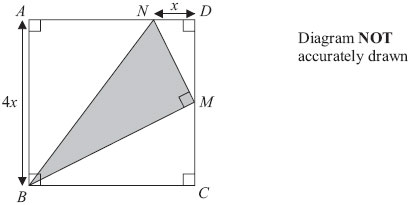 A N x D
Diagram NOT
accurately drawn
4x M
B C